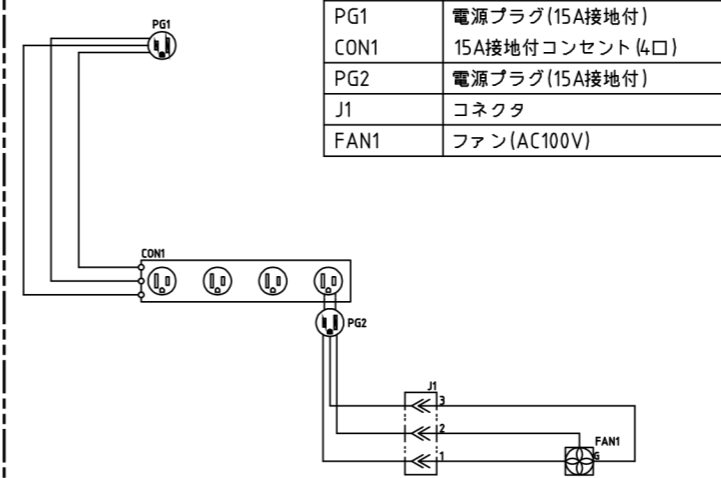 PG1 電源プラグ(15A接地付)
CON1 15A接地付コンセント(4口)
PG2 電源プラグ(15A接地付)
J1 コネクタ
FAN1 ファン(AC100V)
PG1
CON1
PG2
J1
3
2
1
FAN1
G